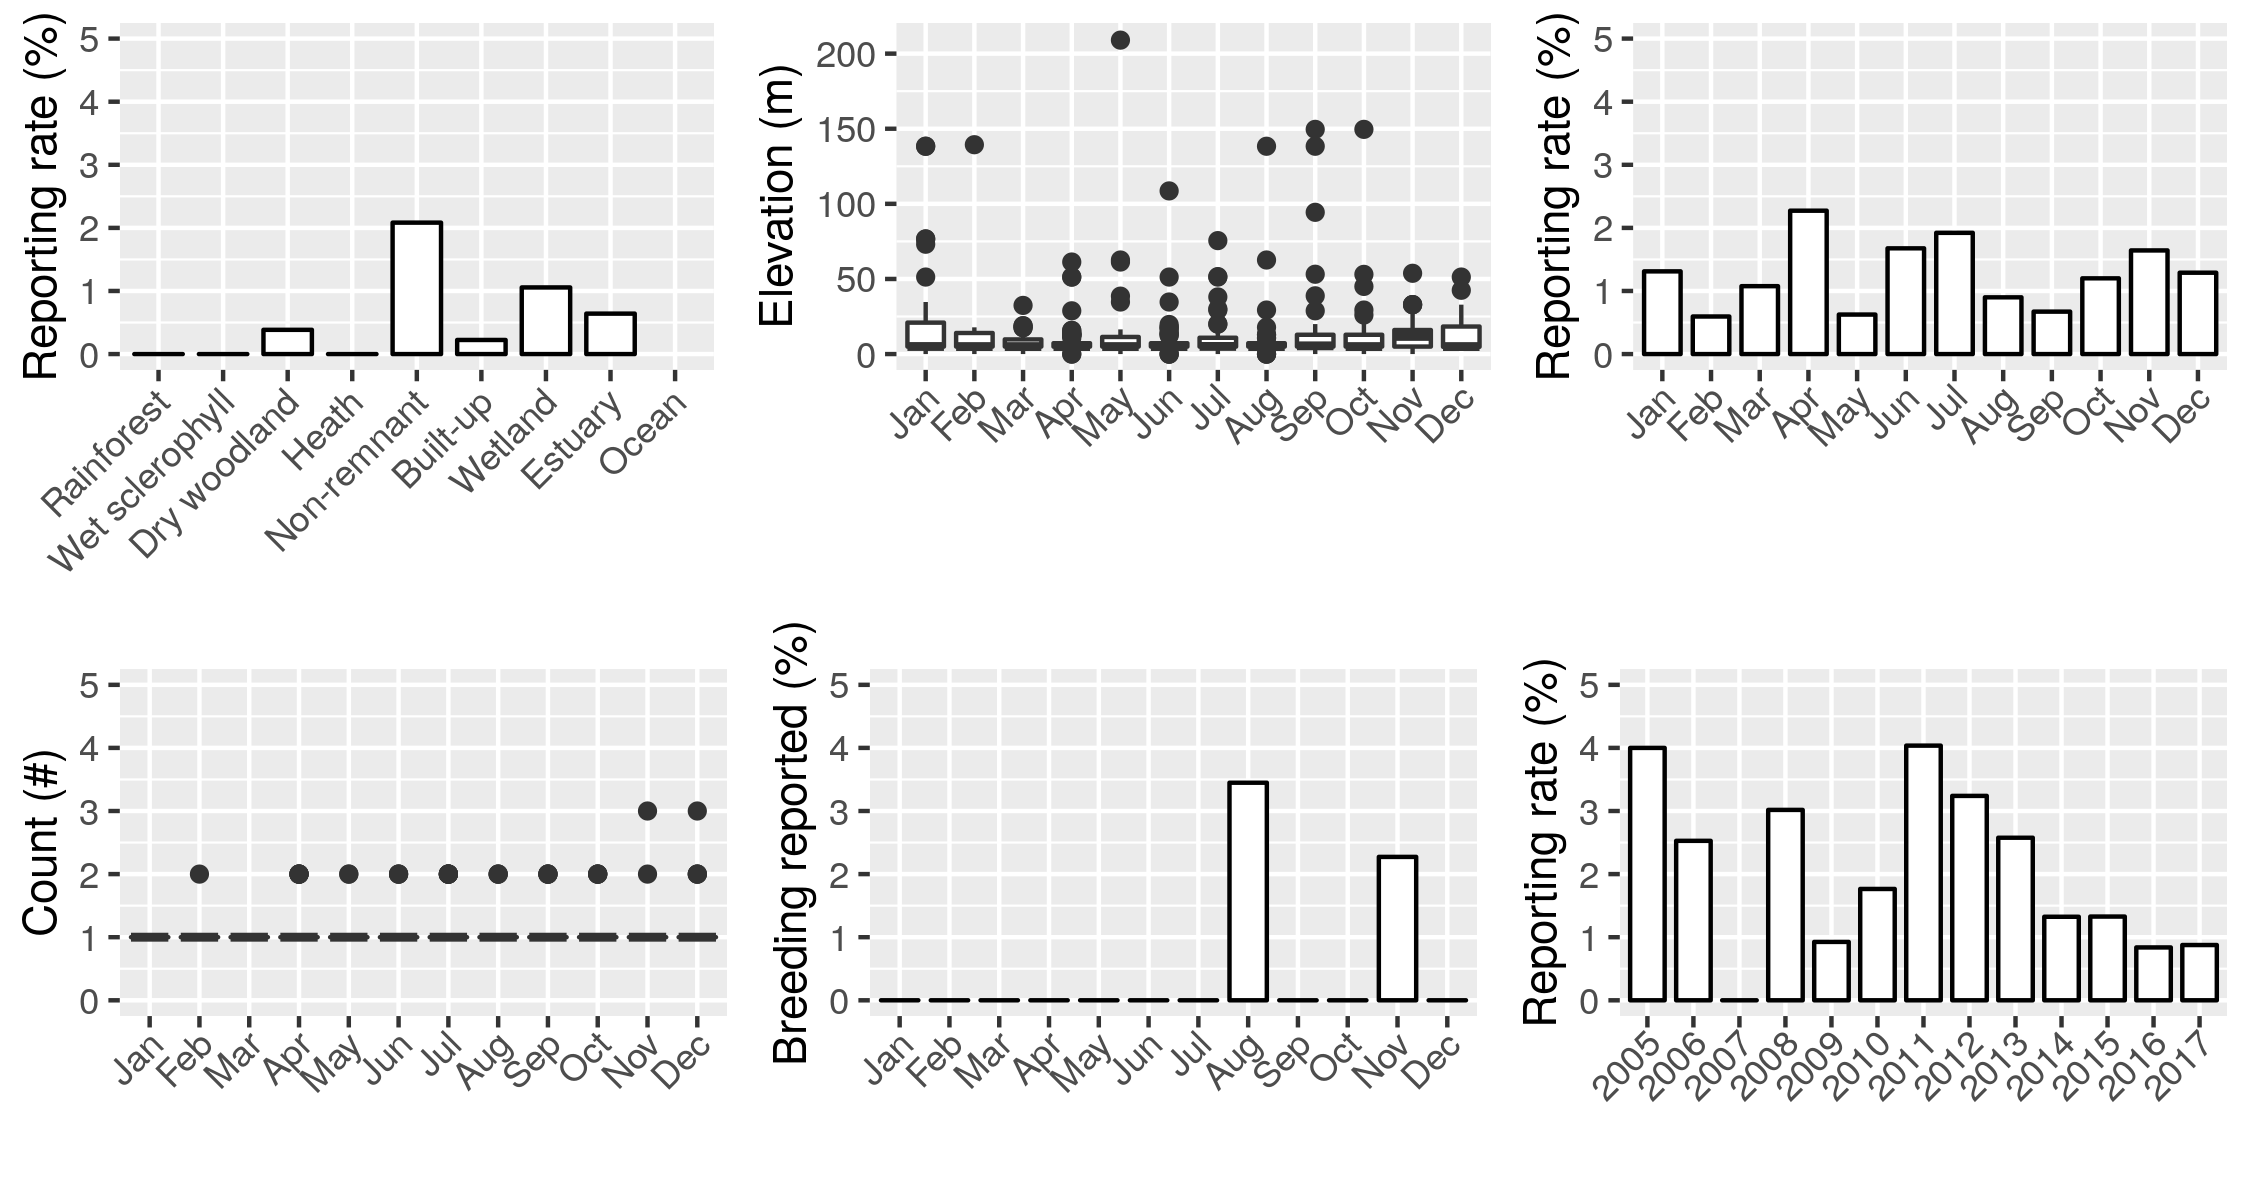 Reporting rate (%)
5
4
3
2
1
0
Rainforest
Wet sclerophyll
Dry woodland
Heath
Non-remnant
Built-up
Wetland
Estuary
Ocean
Elevation (m)
200
150
100
50
0
Jan
Feb
Mar
Apr
May
Jun
Jul
Aug
Sep
Oct
Nov
Dec
Reporting rate (%)
5
4
3
2
1
0
Jan
Feb
Mar
Apr
May
Jun
Jul
Aug
Sep
Oct
Nov
Dec
Count (#)
5
4
3
2
1
0
Jan
Feb
Mar
Apr
May
Jun
Jul
Aug
Sep
Oct
Nov
Dec
Breeding reported (%)
5
4
3
2
1
0
Jan
Feb
Mar
Apr
May
Jun
Jul
Aug
Sep
Oct
Nov
Dec
Reporting rate (%)
5
4
3
2
1
0
2005
2006
2007
2008
2009
2010
2011
2012
2013
2014
2015
2016
2017